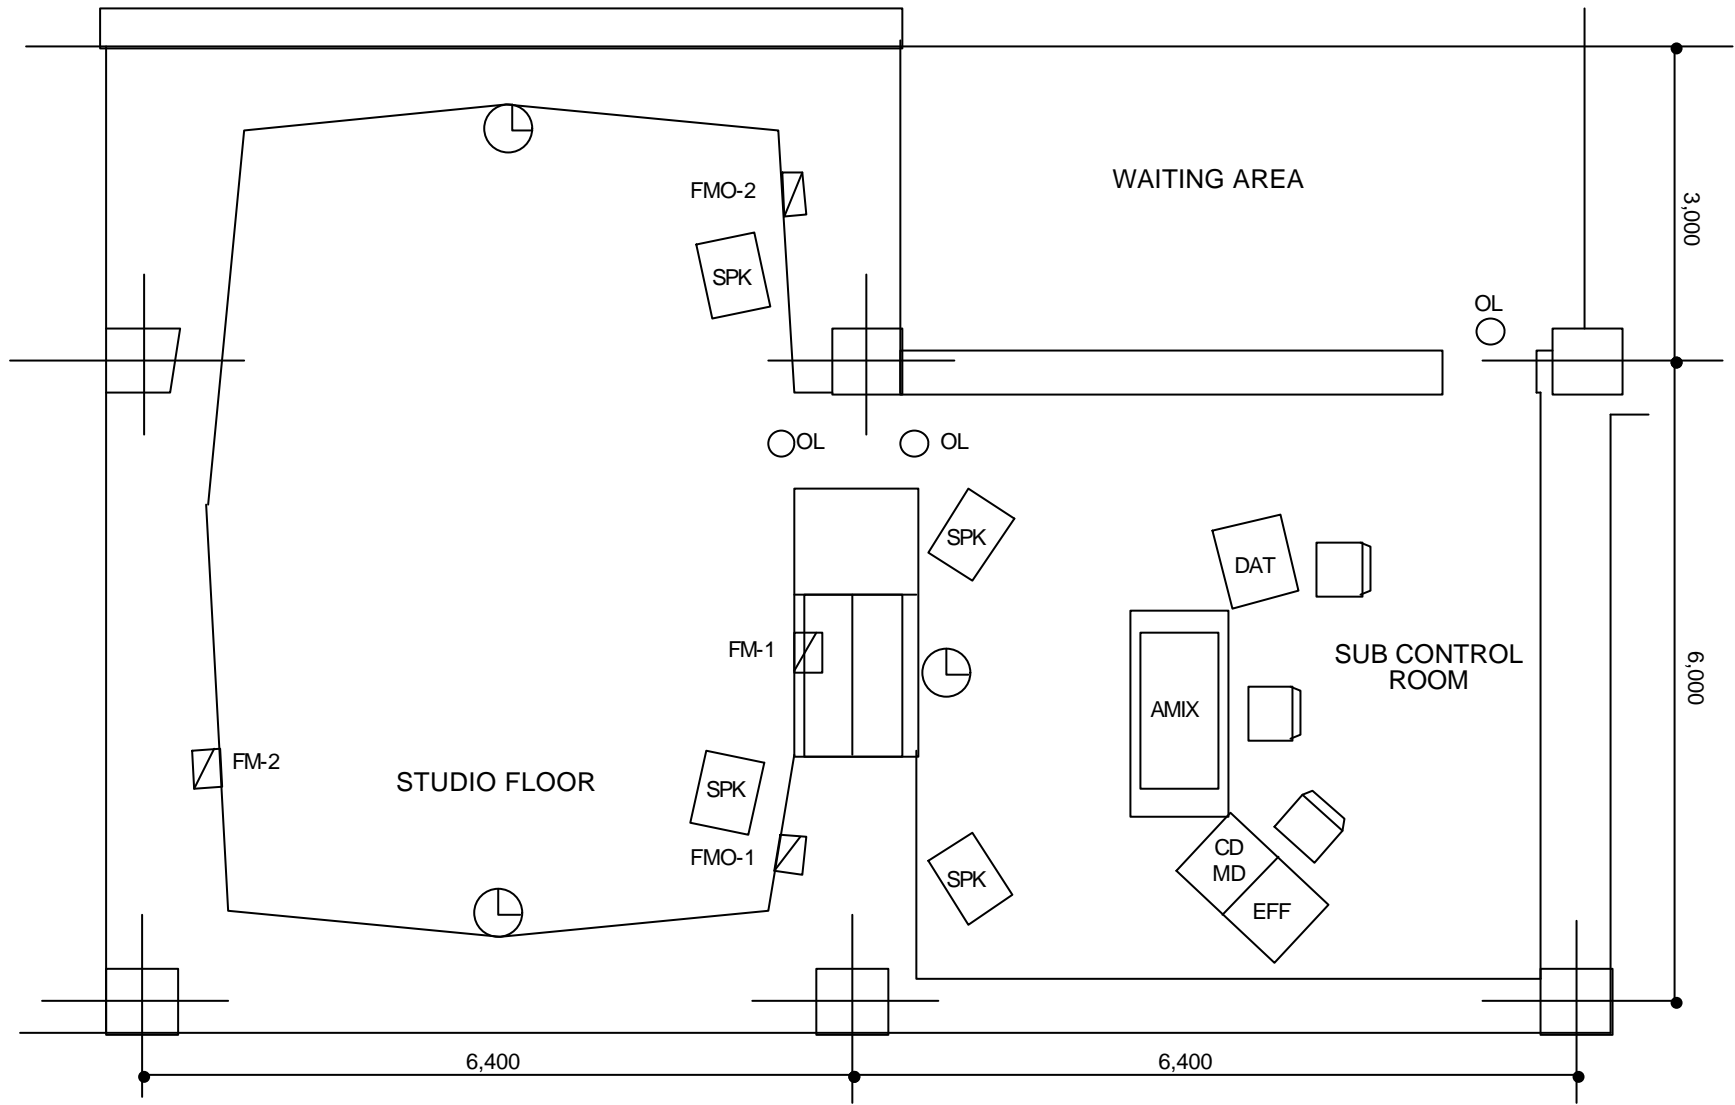 WAITING AREA
FMO-2
3,000
SPK
OL
OL
OL
SPK
DAT
FM-1
SUB CONTROL
ROOM
6,000
AMIX
FM-2
STUDIO FLOOR
SPK
FMO-1
CD
MD
SPK
EFF
6,400
6,400